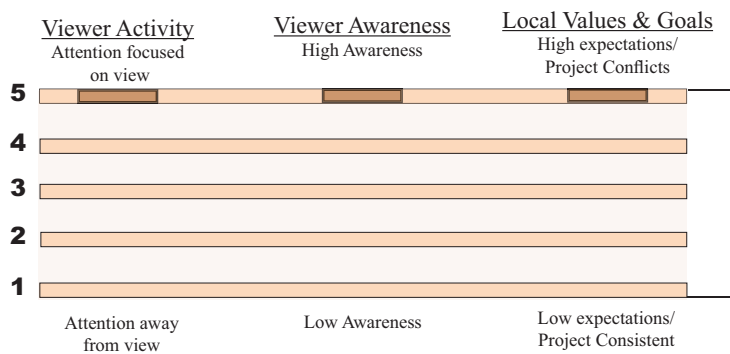 Viewer Activity
Attention focused
on view
Viewer Awareness
High Awareness
Local Values & Goals
High expectations/
Project Conflicts
5
4
3
2
1
Attention away
from view
Low Awareness
Low expectations/
Project Consistent